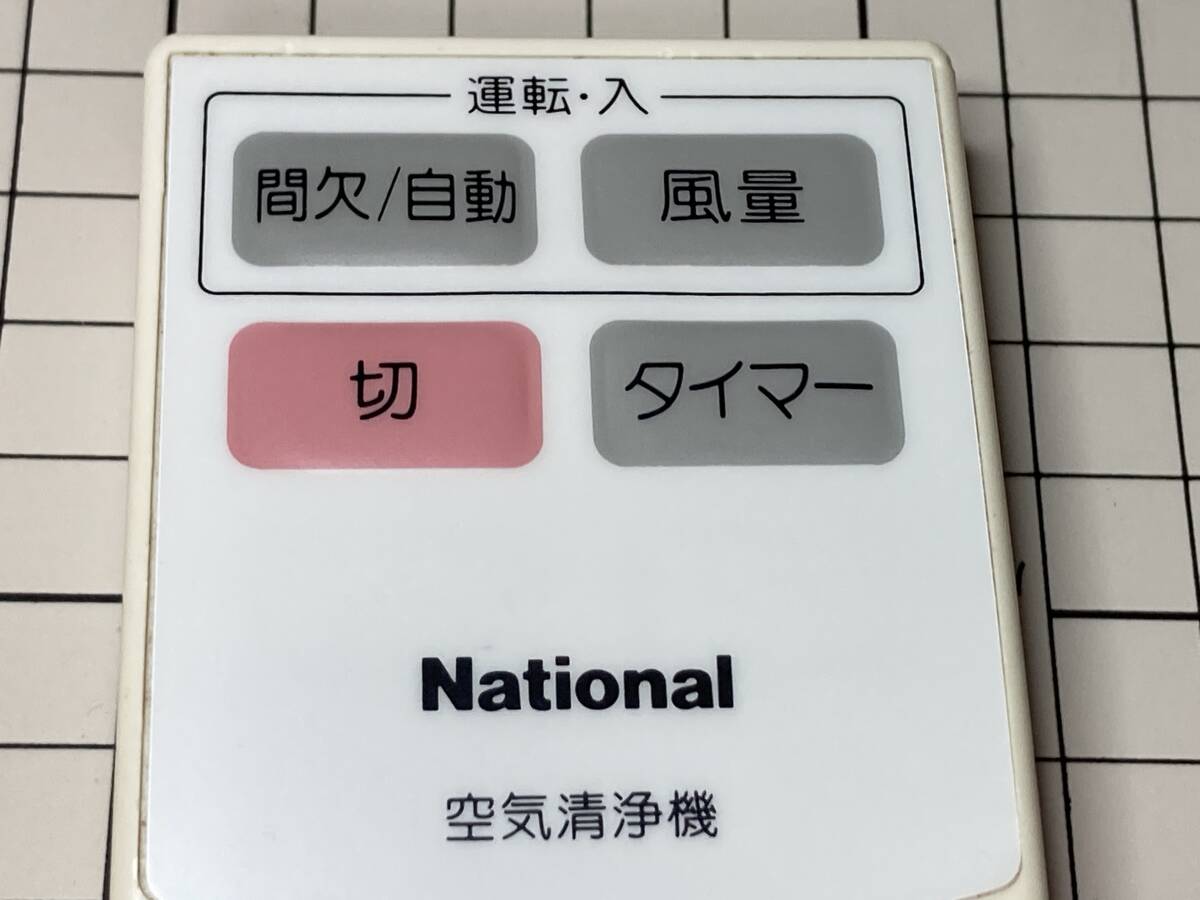 運転・入
間欠/自動
風量
切
タイマー
National
空気清浄機